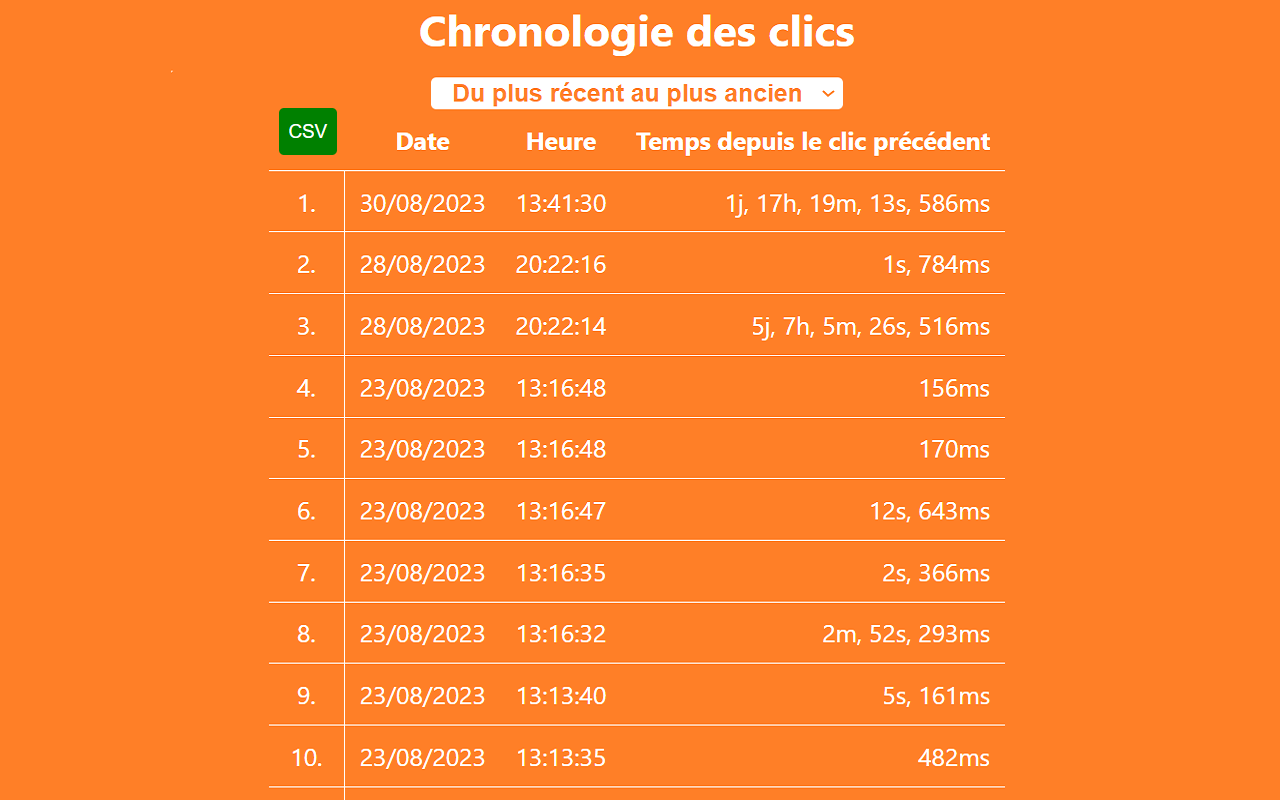 Chronologie des clics
Du plus récent au plus ancien
CSV Date Heure Temps depuis le clic précédent
1. 30/08/2023 13:41:30 1j, 17h, 19m, 13s, 586ms
2. 28/08/2023 20:22:16 1s, 784ms
3. 28/08/2023 20:22:14 5j, 7h, 5m, 26s, 516ms
4. 23/08/2023 13:16:48 156ms
5. 23/08/2023 13:16:48 170ms
6. 23/08/2023 13:16:47 12s, 643ms
7. 23/08/2023 13:16:35 2s, 366ms
8. 23/08/2023 13:16:32 2m, 52s, 293ms
9. 23/08/2023 13:13:40 5s, 161ms
10. 23/08/2023 13:13:35 482ms